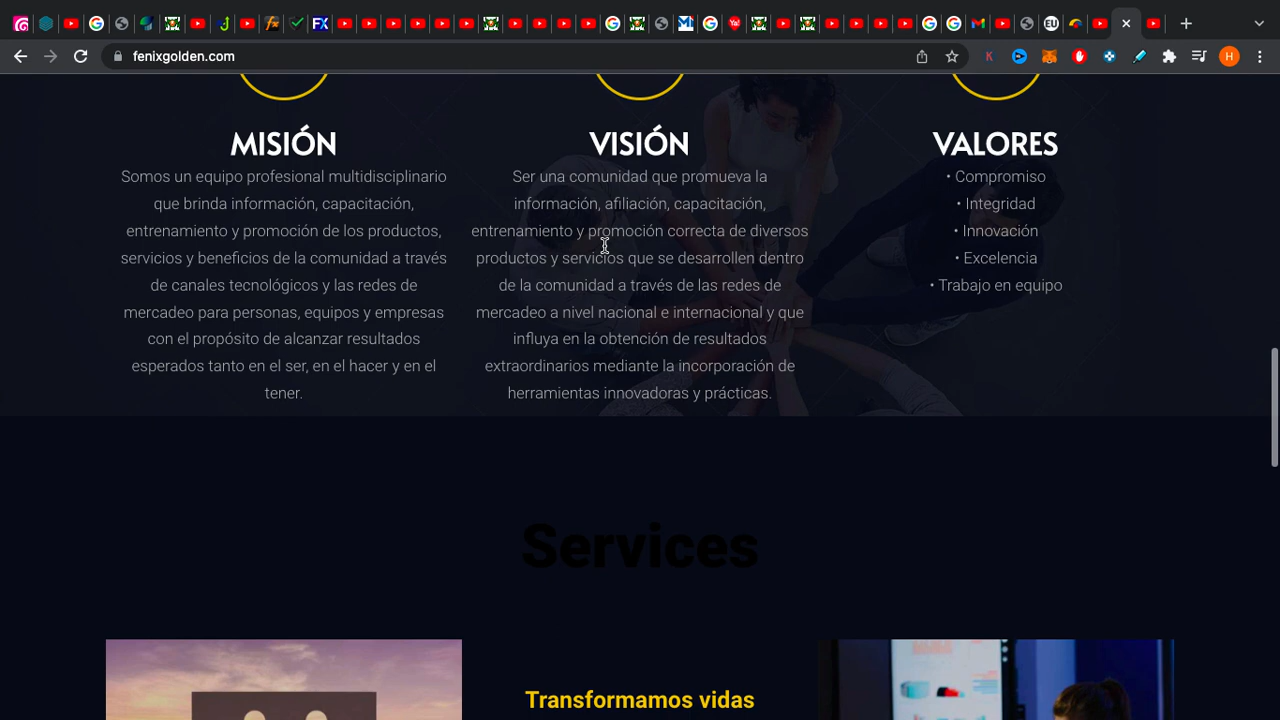 fenixgolden.com
MISIÓN
Somos un equipo profesional multidisciplinario
que brinda información, capacitación,
entrenamiento y promoción de los productos,
servicios y beneficios de la comunidad a través
de canales tecnológicos y las redes de
mercadeo para personas, equipos y empresas
con el propósito de alcanzar resultados
esperados tanto en el ser, en el hacer y en el
tener.
VISIÓN
Ser una comunidad que promueva la
información, afiliación, capacitación,
entrenamiento y promoción correcta de diversos
productos y servicios que se desarrollen dentro
de la comunidad a través de las redes de
mercadeo a nivel nacional e internacional y que
influya en la obtención de resultados
extraordinarios mediante la incorporación de
herramientas innovadoras y prácticas.
VALORES
• Compromiso
• Integridad
• Innovación
• Excelencia
• Trabajo en equipo
Services
Transformamos vidas